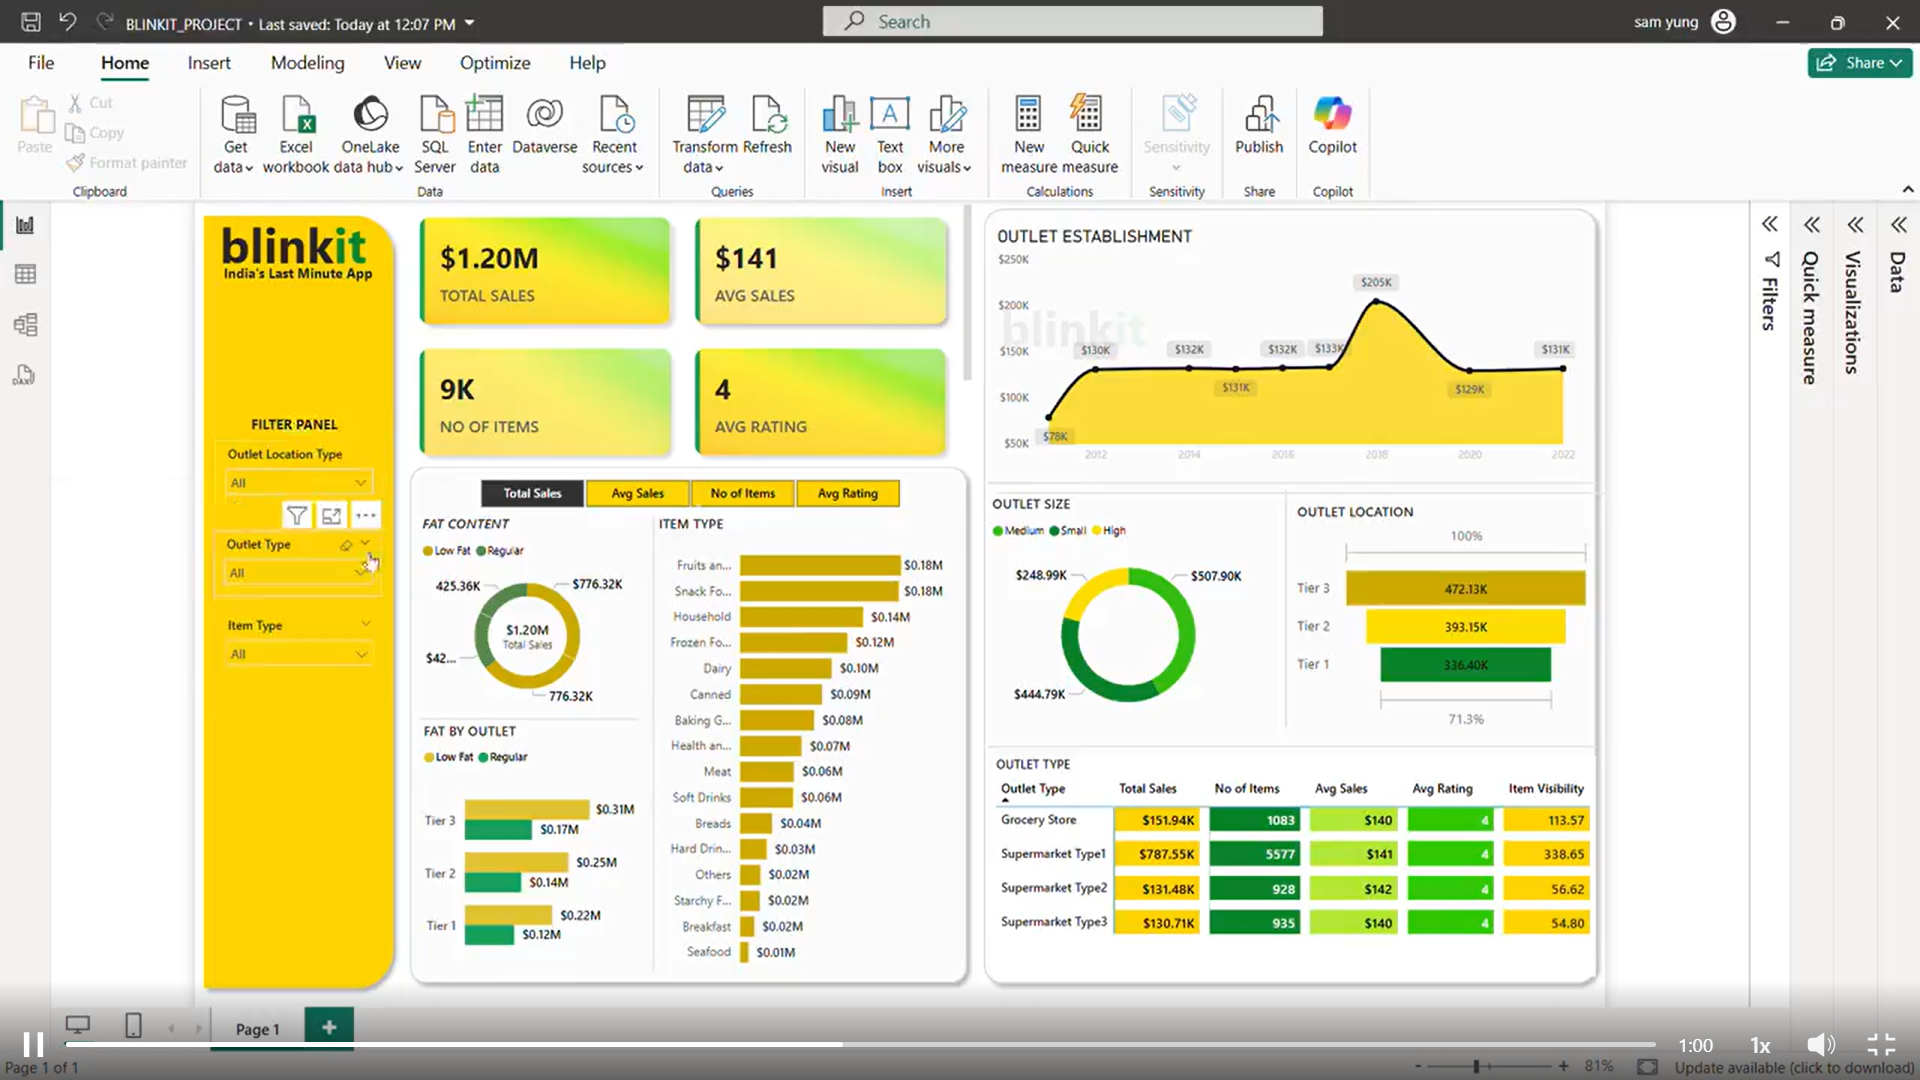 BLINKIT_PROJECT • Last saved: Today at 12:07 PM
Search
sam yung
File
Home
Insert
Modeling
View
Optimize
Help
Share
Paste
Cut
Copy
Format painter
Clipboard
Get data
Excel workbook
OneLake data hub
SQL Server
Enter data
Dataverse
Recent sources
Data
Transform data
Refresh
Queries
New visual
Text box
More visuals
Insert
New measure
Quick measure
Calculations
Sensitivity
Sensitivity
Publish
Share
Copilot
Copilot
blinkit
India's Last Minute App
FILTER PANEL
Outlet Location Type
All
Outlet Type
All
Item Type
All
$1.20M
TOTAL SALES
$141
AVG SALES
9K
NO OF ITEMS
4
AVG RATING
Total Sales
Avg Sales
No of Items
Avg Rating
FAT CONTENT
Low Fat Regular
425.36K
$776.32K
$1.20M
Total Sales
$42...
776.32K
FAT BY OUTLET
Low Fat Regular
Tier 3 $0.31M
$0.17M
Tier 2 $0.25M
$0.14M
Tier 1 $0.22M
$0.12M
ITEM TYPE
Fruits an... $0.18M
Snack Fo... $0.18M
Household $0.14M
Frozen Fo... $0.12M
Dairy $0.10M
Canned $0.09M
Baking G... $0.08M
Health an... $0.07M
Meat $0.06M
Soft Drinks $0.06M
Breads $0.04M
Hard Drin... $0.03M
Others $0.02M
Starchy F... $0.02M
Breakfast $0.02M
Seafood $0.01M
OUTLET ESTABLISHMENT
blinkit
$250K
$200K
$150K
$100K
$50K
$78K
$130K
$132K
$131K
$132K
$133K
$205K
$129K
$131K
2012 2014 2016 2018 2020 2022
OUTLET SIZE
Medium Small High
$248.99K
$507.90K
$444.79K
OUTLET LOCATION
100%
Tier 3 472.13K
Tier 2 393.15K
Tier 1 336.40K
71.3%
OUTLET TYPE
Outlet Type Total Sales No of Items Avg Sales Avg Rating Item Visibility
Grocery Store $151.94K 1083 $140 4 113.57
Supermarket Type1 $787.55K 5577 $141 4 338.65
Supermarket Type2 $131.48K 928 $142 4 56.62
Supermarket Type3 $130.71K 935 $140 4 54.80
Filters
Quick measure
Visualizations
Data
Page 1
1:00
1x
Page 1 of 1
81%
Update available (click to download)